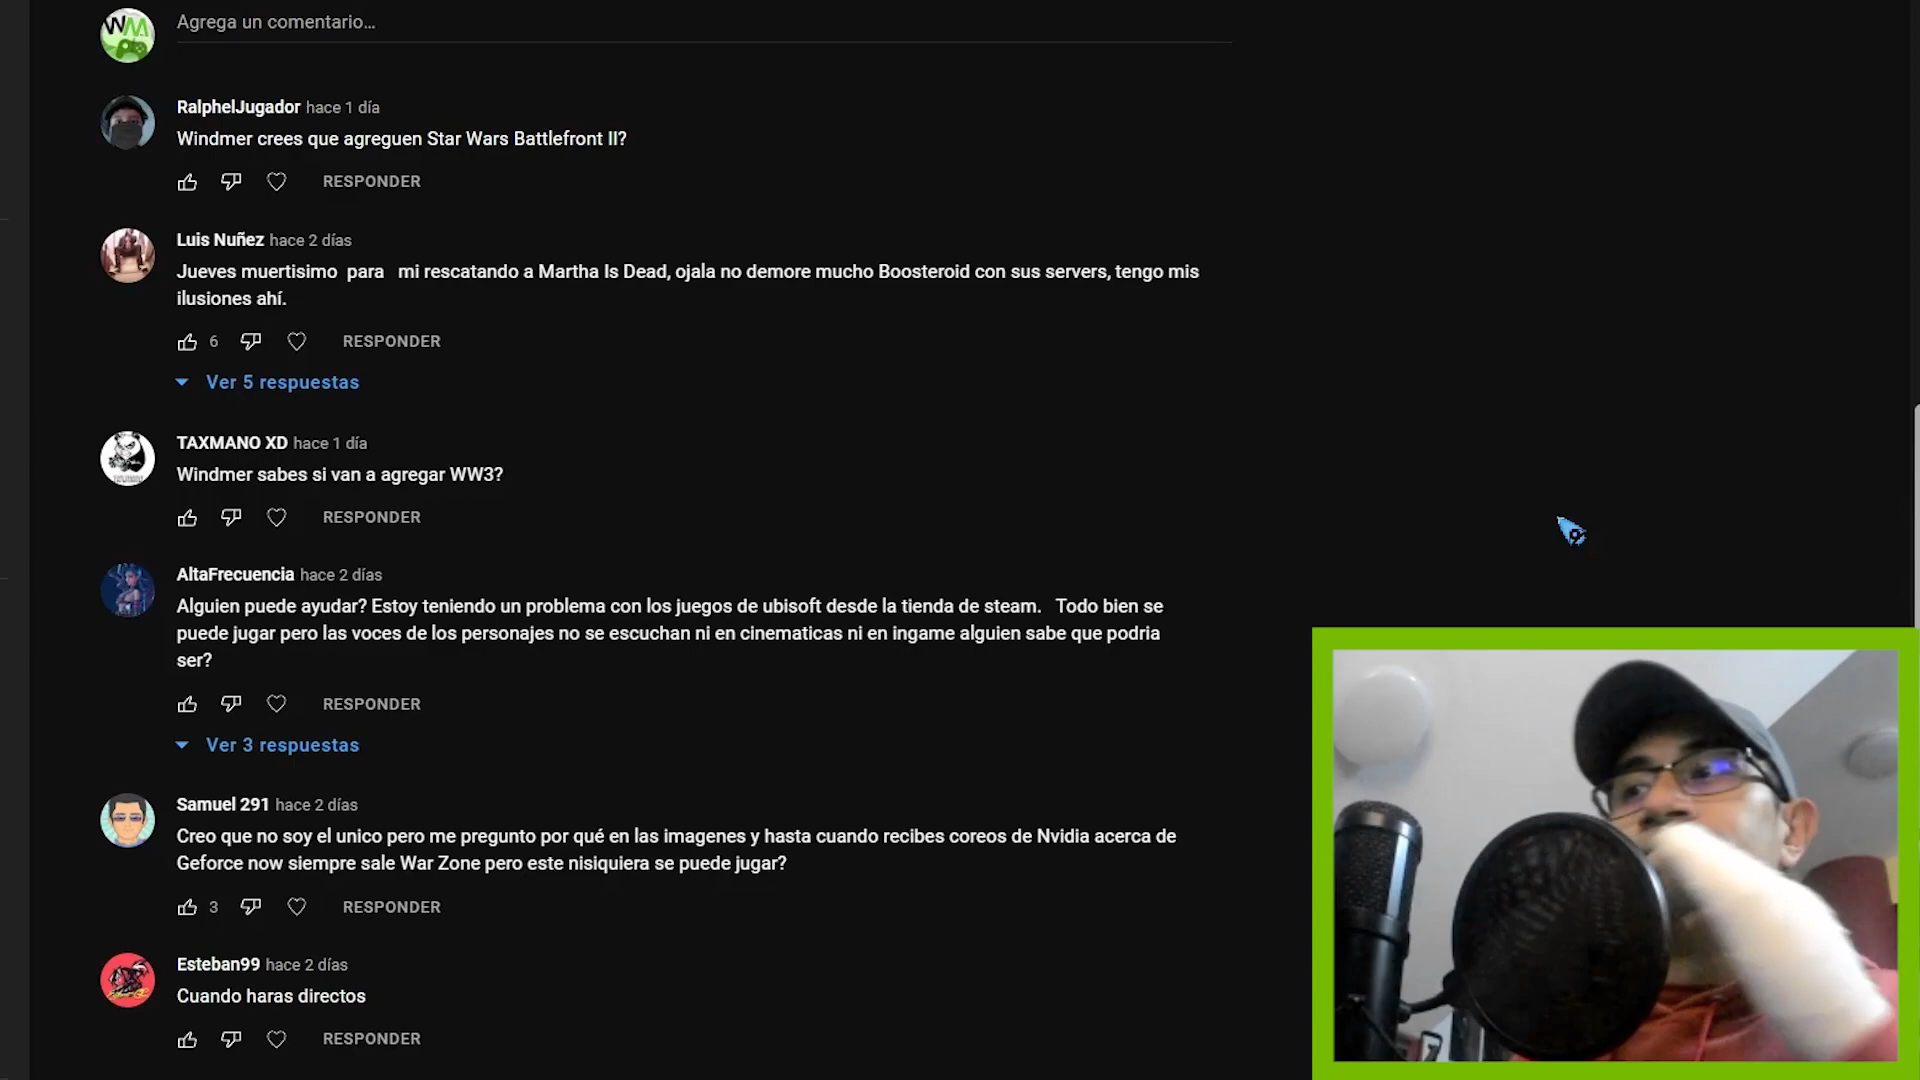 WM
Agrega un comentario...
RalphelJugador hace 1 día
Windmer crees que agreguen Star Wars Battlefront II?
RESPONDER
Luis Nuñez hace 2 días
Jueves muertisimo para mi rescatando a Martha Is Dead, ojala no demore mucho Boosteroid con sus servers, tengo mis
ilusiones ahí.
6 RESPONDER
Ver 5 respuestas
TAXMANO XD hace 1 día
Windmer sabes si van a agregar WW3?
RESPONDER
AltaFrecuencia hace 2 días
Alguien puede ayudar? Estoy teniendo un problema con los juegos de ubisoft desde la tienda de steam. Todo bien se
puede jugar pero las voces de los personajes no se escuchan ni en cinematicas ni en ingame alguien sabe que podria
ser?
RESPONDER
Ver 3 respuestas
Samuel 291 hace 2 días
Creo que no soy el unico pero me pregunto por qué en las imagenes y hasta cuando recibes coreos de Nvidia acerca de
Geforce now siempre sale War Zone pero este nisiquiera se puede jugar?
3 RESPONDER
Esteban99 hace 2 días
Cuando haras directos
RESPONDER